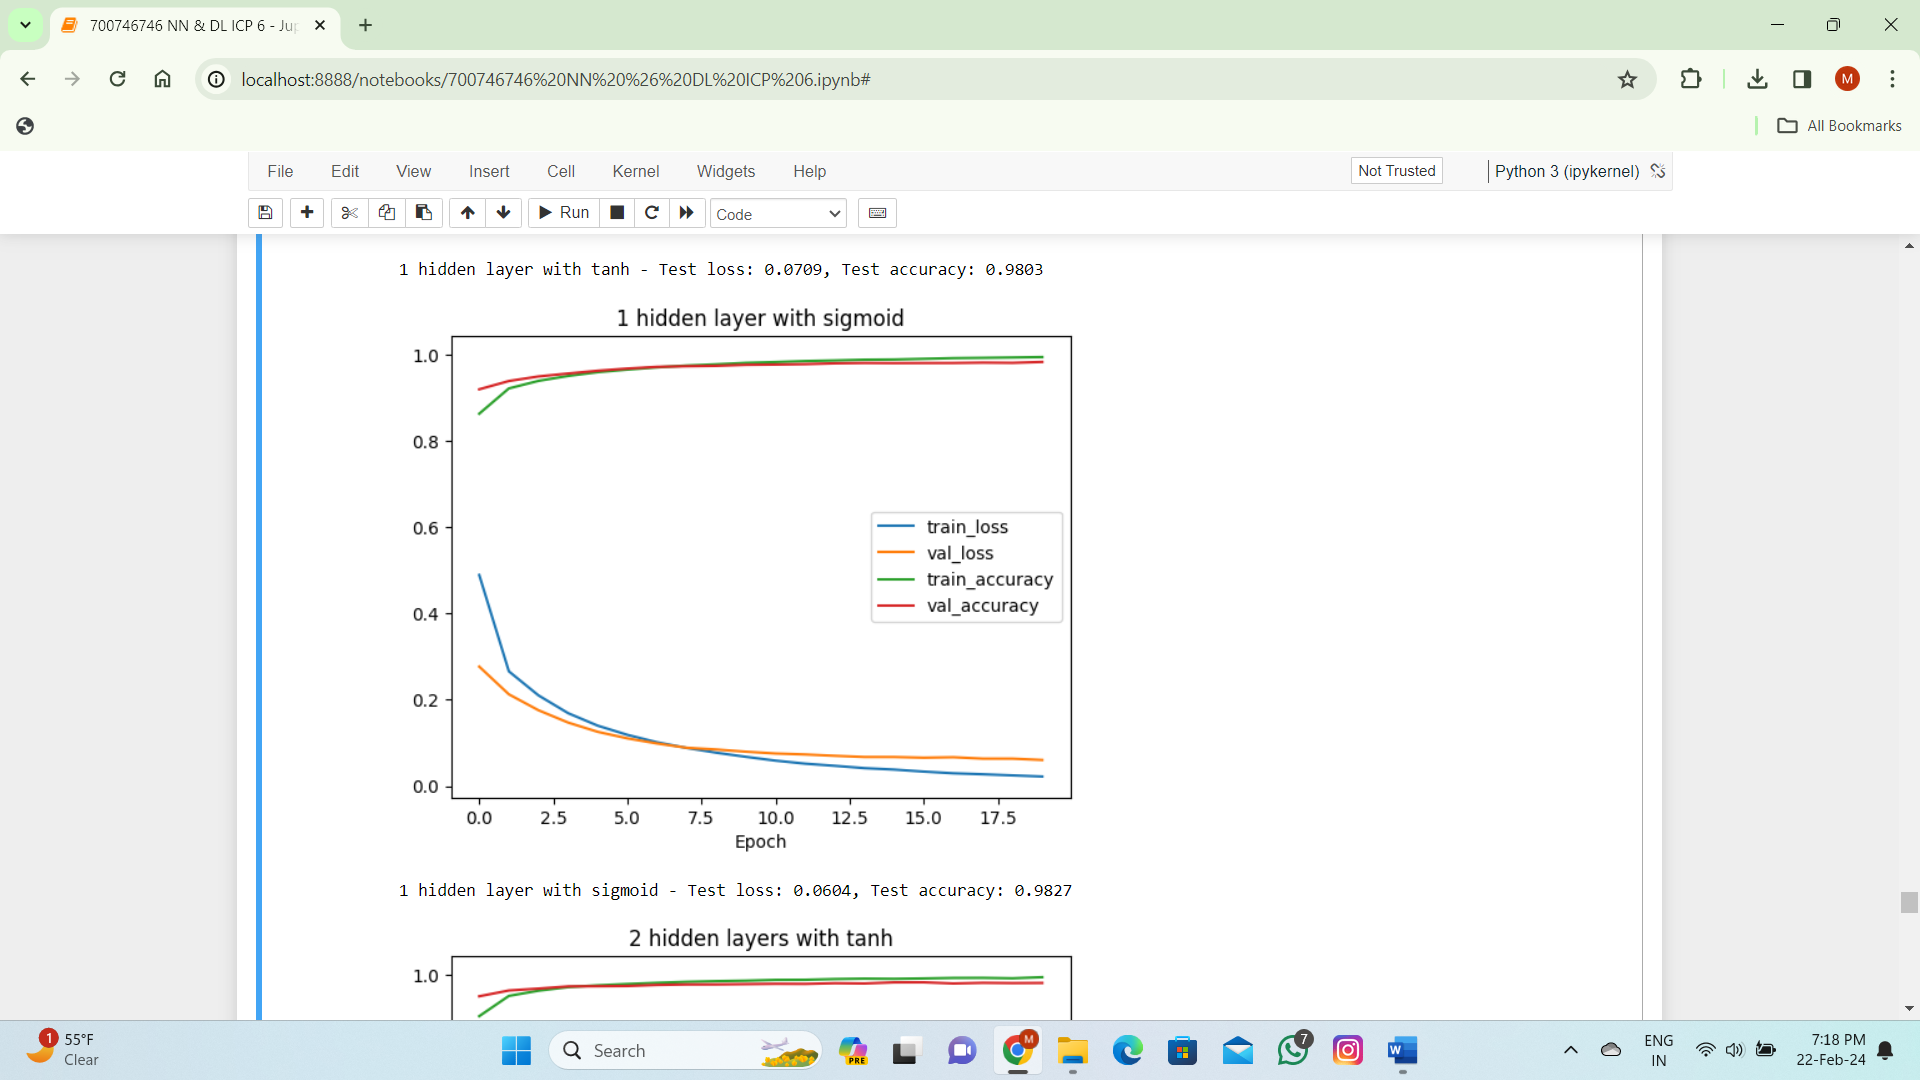 700746746 NN & DL ICP 6 - Jup
localhost:8888/notebooks/700746746%20NN%20%26%20DL%20ICP%206.ipynb#
M
All Bookmarks
File Edit View Insert Cell Kernel Widgets Help Not Trusted Python 3 (ipykernel)
Run Code
1 hidden layer with tanh - Test loss: 0.0709, Test accuracy: 0.9803
1 hidden layer with sigmoid
1.0
0.8
0.6
0.4
0.2
0.0
train_loss
val_loss
train_accuracy
val_accuracy
0.0 2.5 5.0 7.5 10.0 12.5 15.0 17.5
Epoch
1 hidden layer with sigmoid - Test loss: 0.0604, Test accuracy: 0.9827
2 hidden layers with tanh
1.0
1
55°F
Clear
Search
PRE
M
7
W
ENG
IN
7:18 PM
22-Feb-24